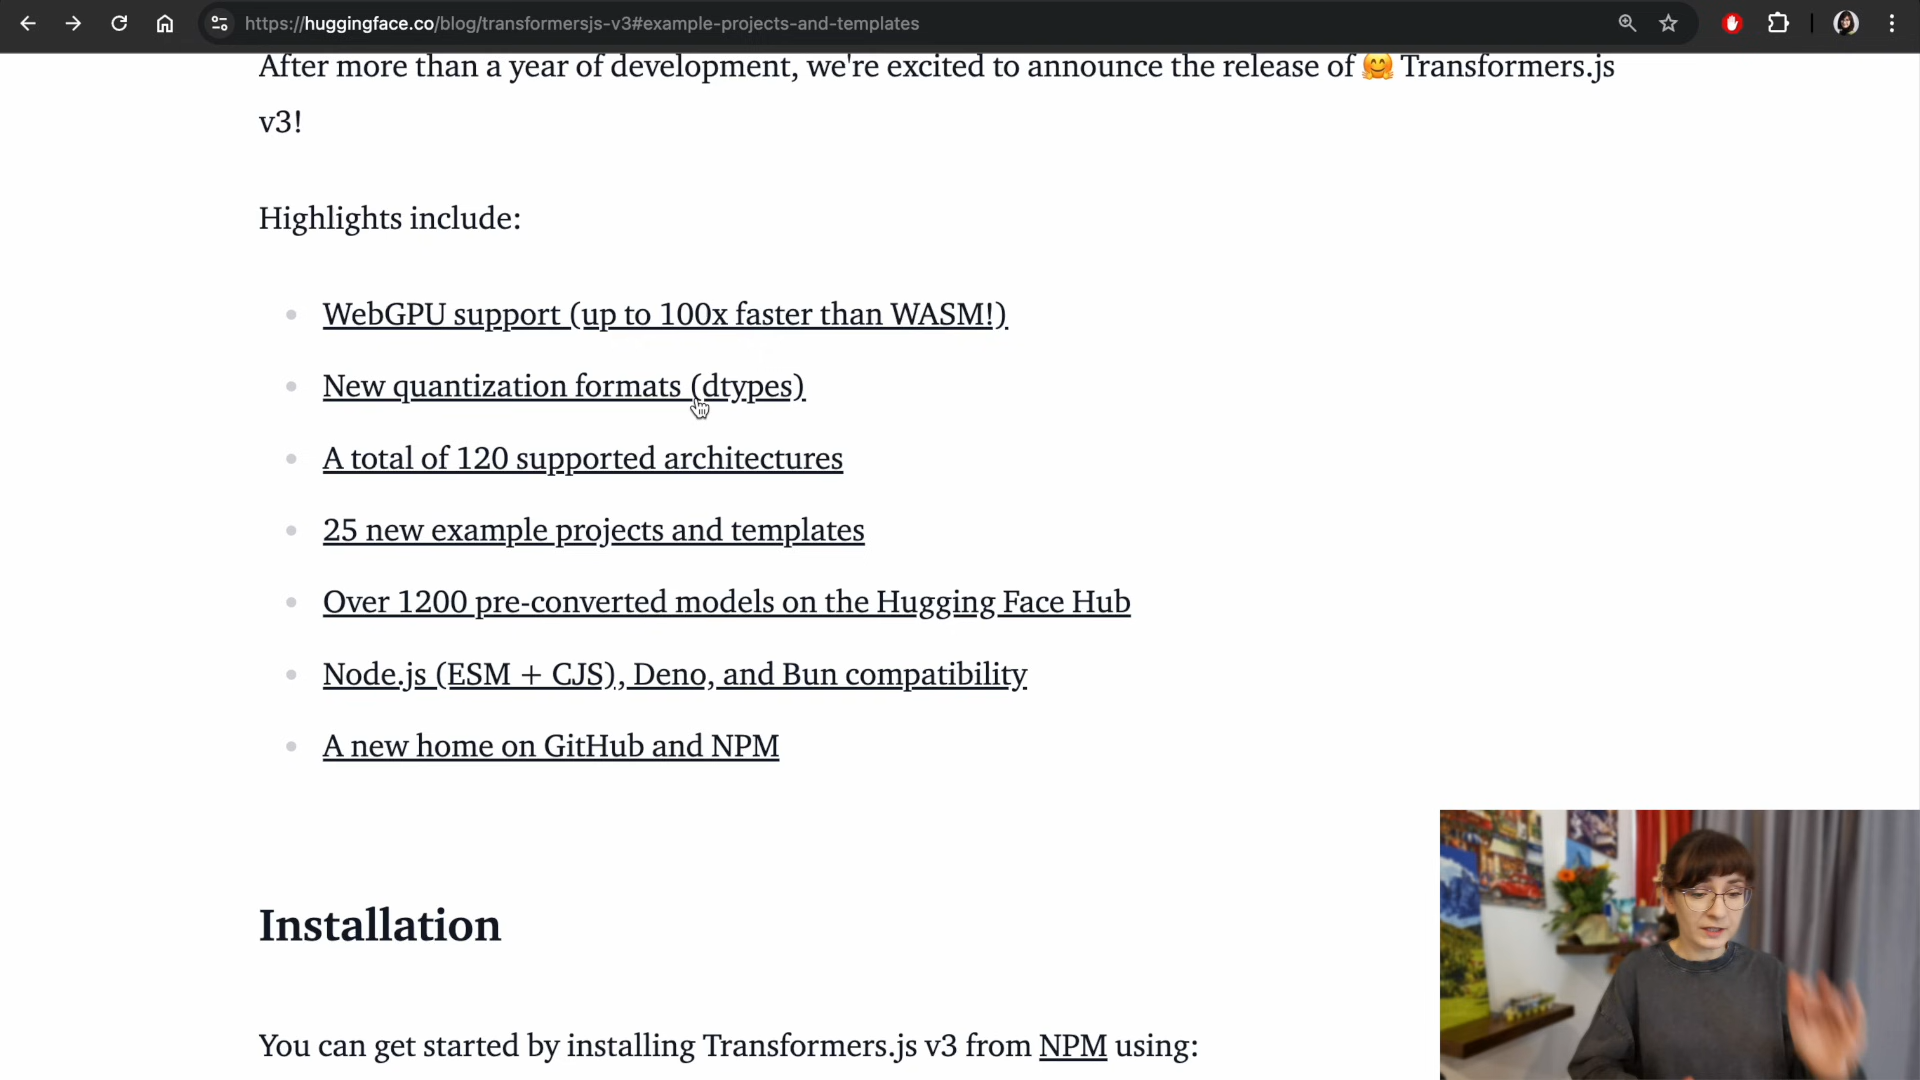 https://huggingface.co/blog/transformersjs-v3#example-projects-and-templates
After more than a year of development, we're excited to announce the release of 🤗 Transformers.js
v3!
Highlights include:
WebGPU support (up to 100x faster than WASM!)
New quantization formats (dtypes)
A total of 120 supported architectures
25 new example projects and templates
Over 1200 pre-converted models on the Hugging Face Hub
Node.js (ESM + CJS), Deno, and Bun compatibility
A new home on GitHub and NPM
Installation
You can get started by installing Transformers.js v3 from NPM using: